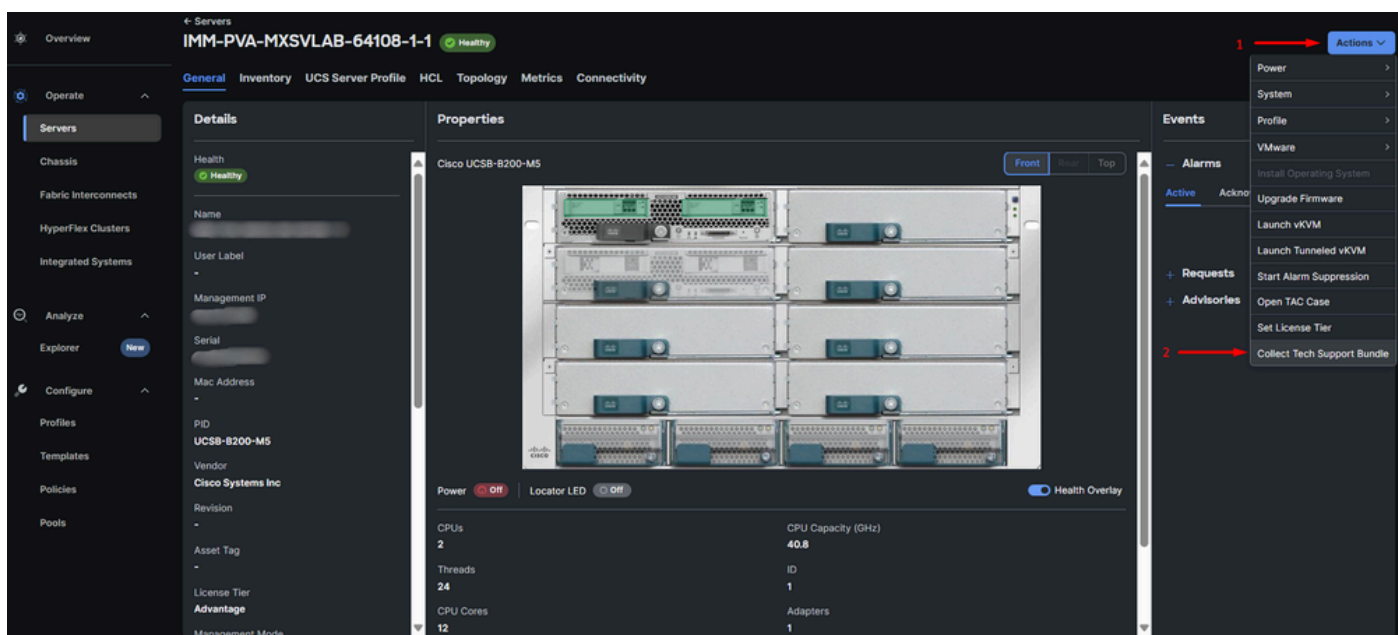 ← Servers
IMM-PVA-MXSVLAB-64108-1-1 Healthy
1 Actions
Overview
Operate
Servers
Chassis
Fabric Interconnects
HyperFlex Clusters
Integrated Systems
Analyze
Explorer New
Configure
Profiles
Templates
Policies
Pools
General Inventory UCS Server Profile HCL Topology Metrics Connectivity
Details
Health
Healthy
Name
User Label
-
Management IP
Serial
Mac Address
-
PID
UCSB-B200-M5
Vendor
Cisco Systems Inc
Revision
-
Asset Tag
-
License Tier
Advantage
Management Mode
Properties
Cisco UCSB-B200-M5
Front Rear Top
CISCO
Power Off Locator LED Off
Health Overlay
CPUs
2
CPU Capacity (GHz)
40.8
Threads
24
ID
1
CPU Cores
12
Adapters
1
Events
Alarms
Active Ackno
+ Requests
+ Advisories
Power
System
Profile
VMware
Install Operating System
Upgrade Firmware
Launch vKVM
Launch Tunneled vKVM
Start Alarm Suppression
Open TAC Case
Set License Tier
2 Collect Tech Support Bundle